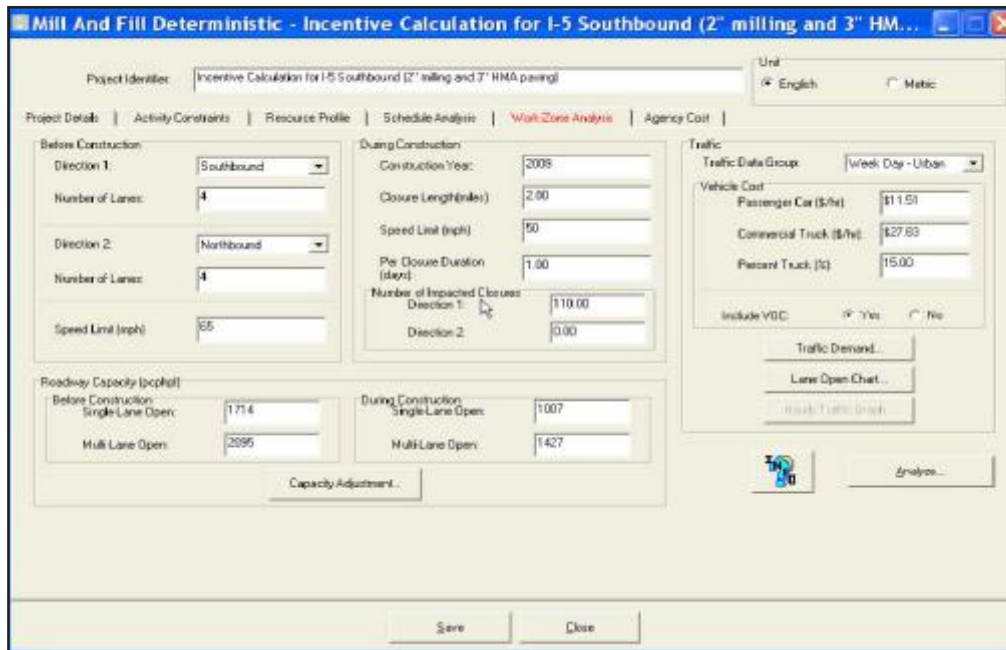 Mill And Fill Deterministic - Incentive Calculation for I-5 Southbound (2" milling and 3" HM...
Project Identifier: Incentive Calculation for I-5 Southbound (2" milling and 3" HMA paving)
Unit
English Metric
Project Details | Activity Constraints | Resource Profile | Schedule Analysis | Work Zone Analysis | Agency Cost |
Before Construction
Direction 1: Southbound
Number of Lanes: 4
Direction 2: Northbound
Number of Lanes: 4
Speed Limit (mph) 65
During Construction
Construction Year: 2009
Closure Length(miles) 2.00
Speed Limit (mph) 50
Per Closure Duration
(days): 1.00
Number of Impacted Closures
Direction 1: 110.00
Direction 2: 0.00
Traffic
Traffic Data Group: Week Day - Urban
Vehicle Cost
Passenger Car ($/hr) $11.51
Commercial Truck ($/hr):
Percent Truck (%): 15.00
Include VOC: Yes No
Traffic Demand...
Lane Open Chart...
Hourly Traffic Graph
Roadway Capacity (pcphpl)
Before Construction
Single-Lane Open: 1714
Multi-Lane Open: 2095
During Construction
Single-Lane Open: 1007
Multi-Lane Open: 1427
Capacity Adjustment...
INFO
Analyze...
Save Close